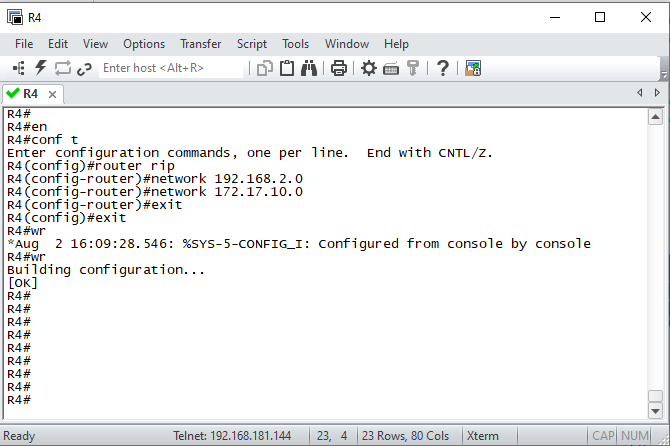 R4
File Edit View Options Transfer Script Tools Window Help
Enter host <Alt+R>
R4
R4#
R4#en
R4#conf t
Enter configuration commands, one per line.  End with CNTL/Z.
R4(config)#router rip
R4(config-router)#network 192.168.2.0
R4(config-router)#network 172.17.10.0
R4(config-router)#exit
R4(config)#exit
R4#wr
*Aug  2 16:09:28.546: %SYS-5-CONFIG_I: Configured from console by console
R4#wr
Building configuration...
[OK]
R4#
R4#
R4#
R4#
R4#
R4#
R4#
R4#
R4#
Ready Telnet: 192.168.181.144 23, 4 23 Rows, 80 Cols Xterm CAP NUM